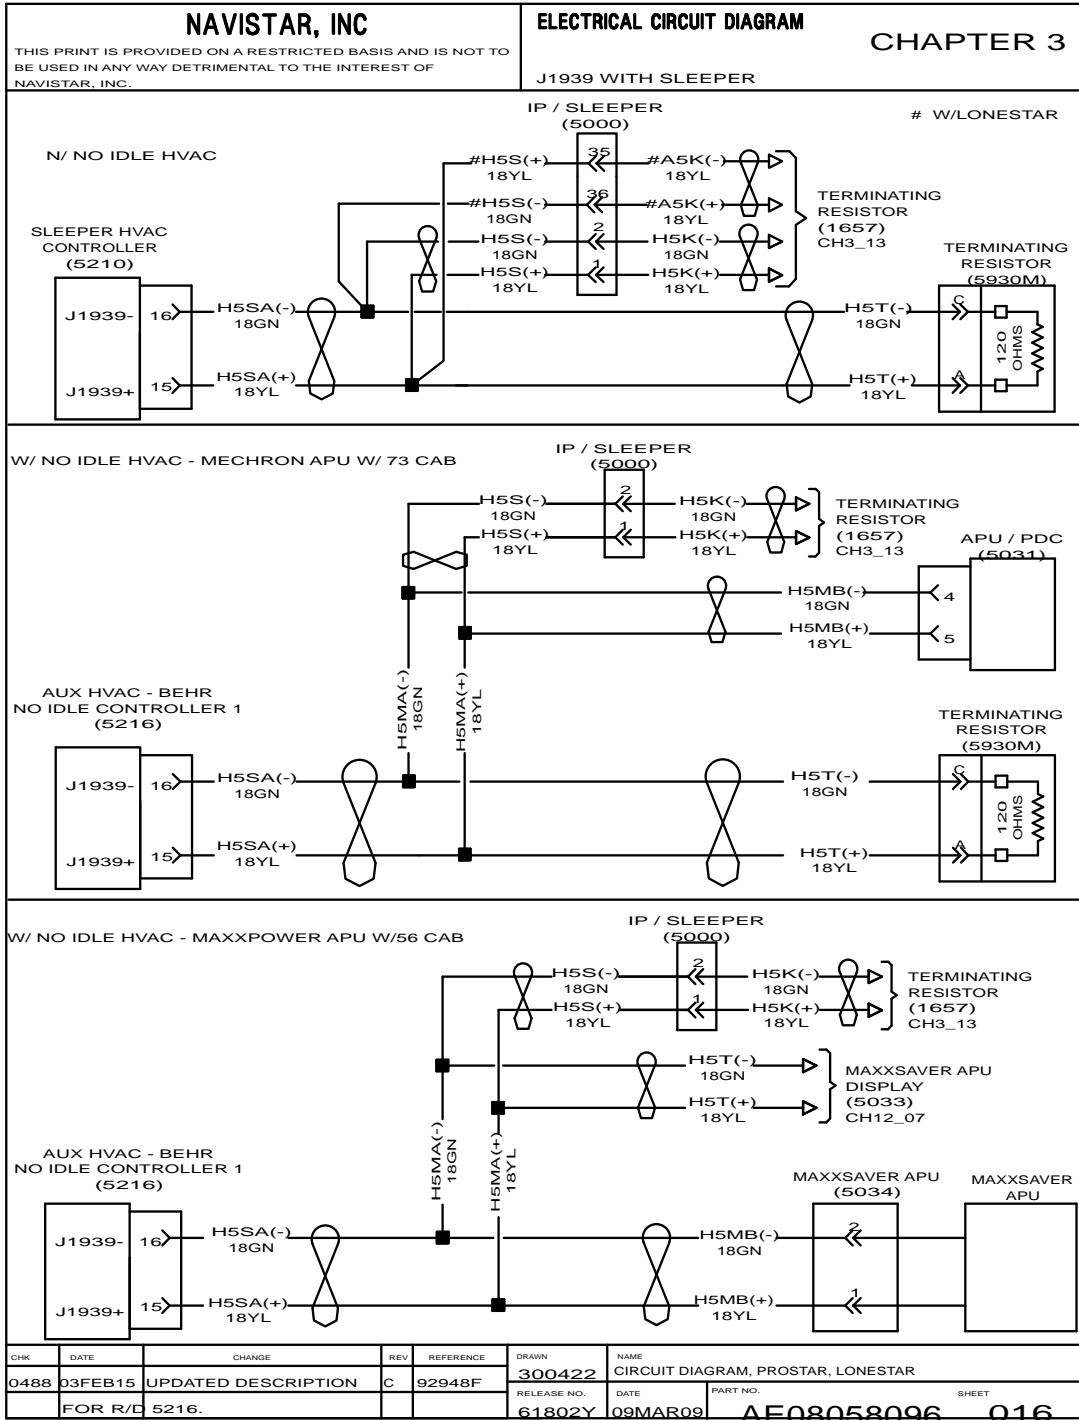 NAVISTAR, INC
THIS PRINT IS PROVIDED ON A RESTRICTED BASIS AND IS NOT TO
BE USED IN ANY WAY DETRIMENTAL TO THE INTEREST OF
NAVISTAR, INC.
ELECTRICAL CIRCUIT DIAGRAM
CHAPTER 3
J1939 WITH SLEEPER
N/ NO IDLE HVAC
IP / SLEEPER
(5000)
# W/LONESTAR
#H5S(+)
18YL
35
#A5K(-)
18YL
#H5S(-)
18GN
36
#A5K(+)
18YL
H5S(-)
18GN
2
H5K(-)
18GN
H5S(+)
18YL
1
H5K(+)
18YL
TERMINATING
RESISTOR
(1657)
CH3_13
SLEEPER HVAC
CONTROLLER
(5210)
J1939-
16
H5SA(-)
18GN
J1939+
15
H5SA(+)
18YL
H5T(-)
18GN
H5T(+)
18YL
TERMINATING
RESISTOR
(5930M)
C
A
120
OHMS
W/ NO IDLE HVAC - MECHRON APU W/ 73 CAB
IP / SLEEPER
(5000)
H5S(-)
18GN
2
H5K(-)
18GN
H5S(+)
18YL
1
H5K(+)
18YL
TERMINATING
RESISTOR
(1657)
CH3_13
APU / PDC
(5031)
H5MB(-)
18GN
4
H5MB(+)
18YL
5
H5MA(-)
18GN
H5MA(+)
18YL
AUX HVAC - BEHR
NO IDLE CONTROLLER 1
(5216)
J1939-
16
H5SA(-)
18GN
J1939+
15
H5SA(+)
18YL
H5T(-)
18GN
H5T(+)
18YL
TERMINATING
RESISTOR
(5930M)
C
A
120
OHMS
W/ NO IDLE HVAC - MAXXPOWER APU W/56 CAB
IP / SLEEPER
(5000)
H5S(-)
18GN
2
H5K(-)
18GN
H5S(+)
18YL
1
H5K(+)
18YL
TERMINATING
RESISTOR
(1657)
CH3_13
H5T(-)
18GN
H5T(+)
18YL
MAXXSAVER APU
DISPLAY
(5033)
CH12_07
H5MA(-)
18GN
H5MA(+)
18YL
AUX HVAC - BEHR
NO IDLE CONTROLLER 1
(5216)
J1939-
16
H5SA(-)
18GN
J1939+
15
H5SA(+)
18YL
H5MB(-)
18GN
H5MB(+)
18YL
MAXXSAVER APU
(5034)
2
1
MAXXSAVER
APU
CHK DATE CHANGE REV REFERENCE
0488 03FEB15 UPDATED DESCRIPTION C 92948F
FOR R/D 5216.
DRAWN
300422
NAME
CIRCUIT DIAGRAM, PROSTAR, LONESTAR
RELEASE NO.
61802Y
DATE
09MAR09
PART NO.
AE08058096
SHEET
016